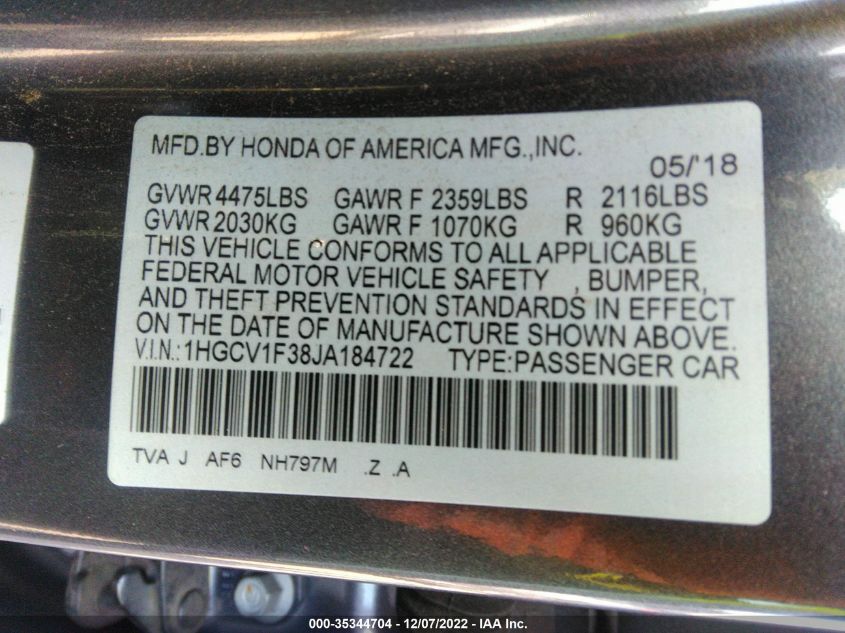 MFD.BY HONDA OF AMERICA MFG.,INC.
05/'18
GVWR 4475LBS GAWR F 2359LBS R 2116LBS
GVWR 2030KG GAWR F 1070KG R 960KG
THIS VEHICLE CONFORMS TO ALL APPLICABLE
FEDERAL MOTOR VEHICLE SAFETY , BUMPER,
AND THEFT PREVENTION STANDARDS IN EFFECT
ON THE DATE OF MANUFACTURE SHOWN ABOVE.
V.I.N.:1HGCV1F38JA184722 TYPE:PASSENGER CAR
TVA J AF6 NH797M .Z .A
000-35344704 - 12/07/2022 - IAA Inc.